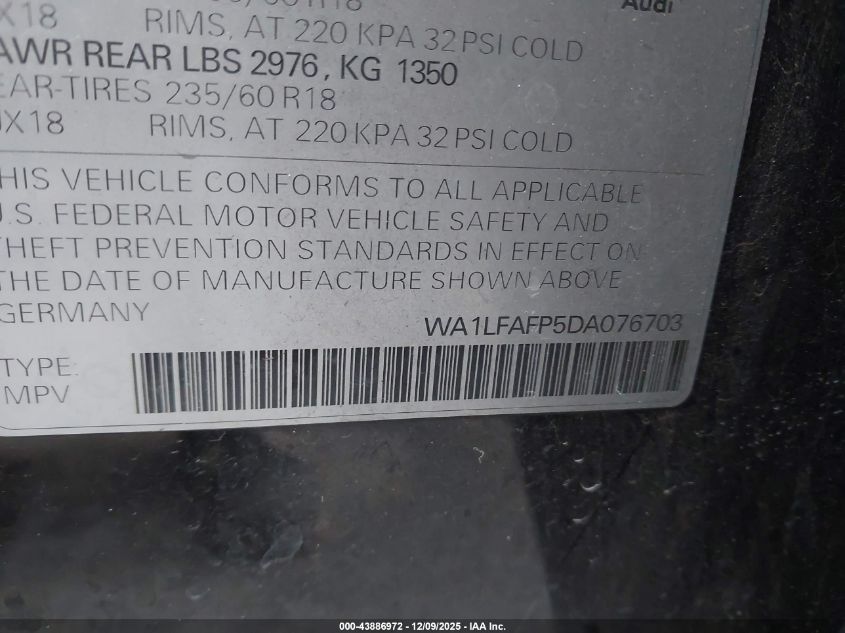 Audi
X18 RIMS, AT 220 KPA 32 PSI COLD
AWR REAR LBS 2976, KG 1350
EAR-TIRES 235/60 R18
JX18 RIMS, AT 220 KPA 32 PSI COLD
HIS VEHICLE CONFORMS TO ALL APPLICABLE
U.S. FEDERAL MOTOR VEHICLE SAFETY AND
THEFT PREVENTION STANDARDS IN EFFECT ON
THE DATE OF MANUFACTURE SHOWN ABOVE
GERMANY
WA1LFAFP5DA076703
TYPE:
MPV
000-43886972 - 12/09/2025 - IAA Inc.